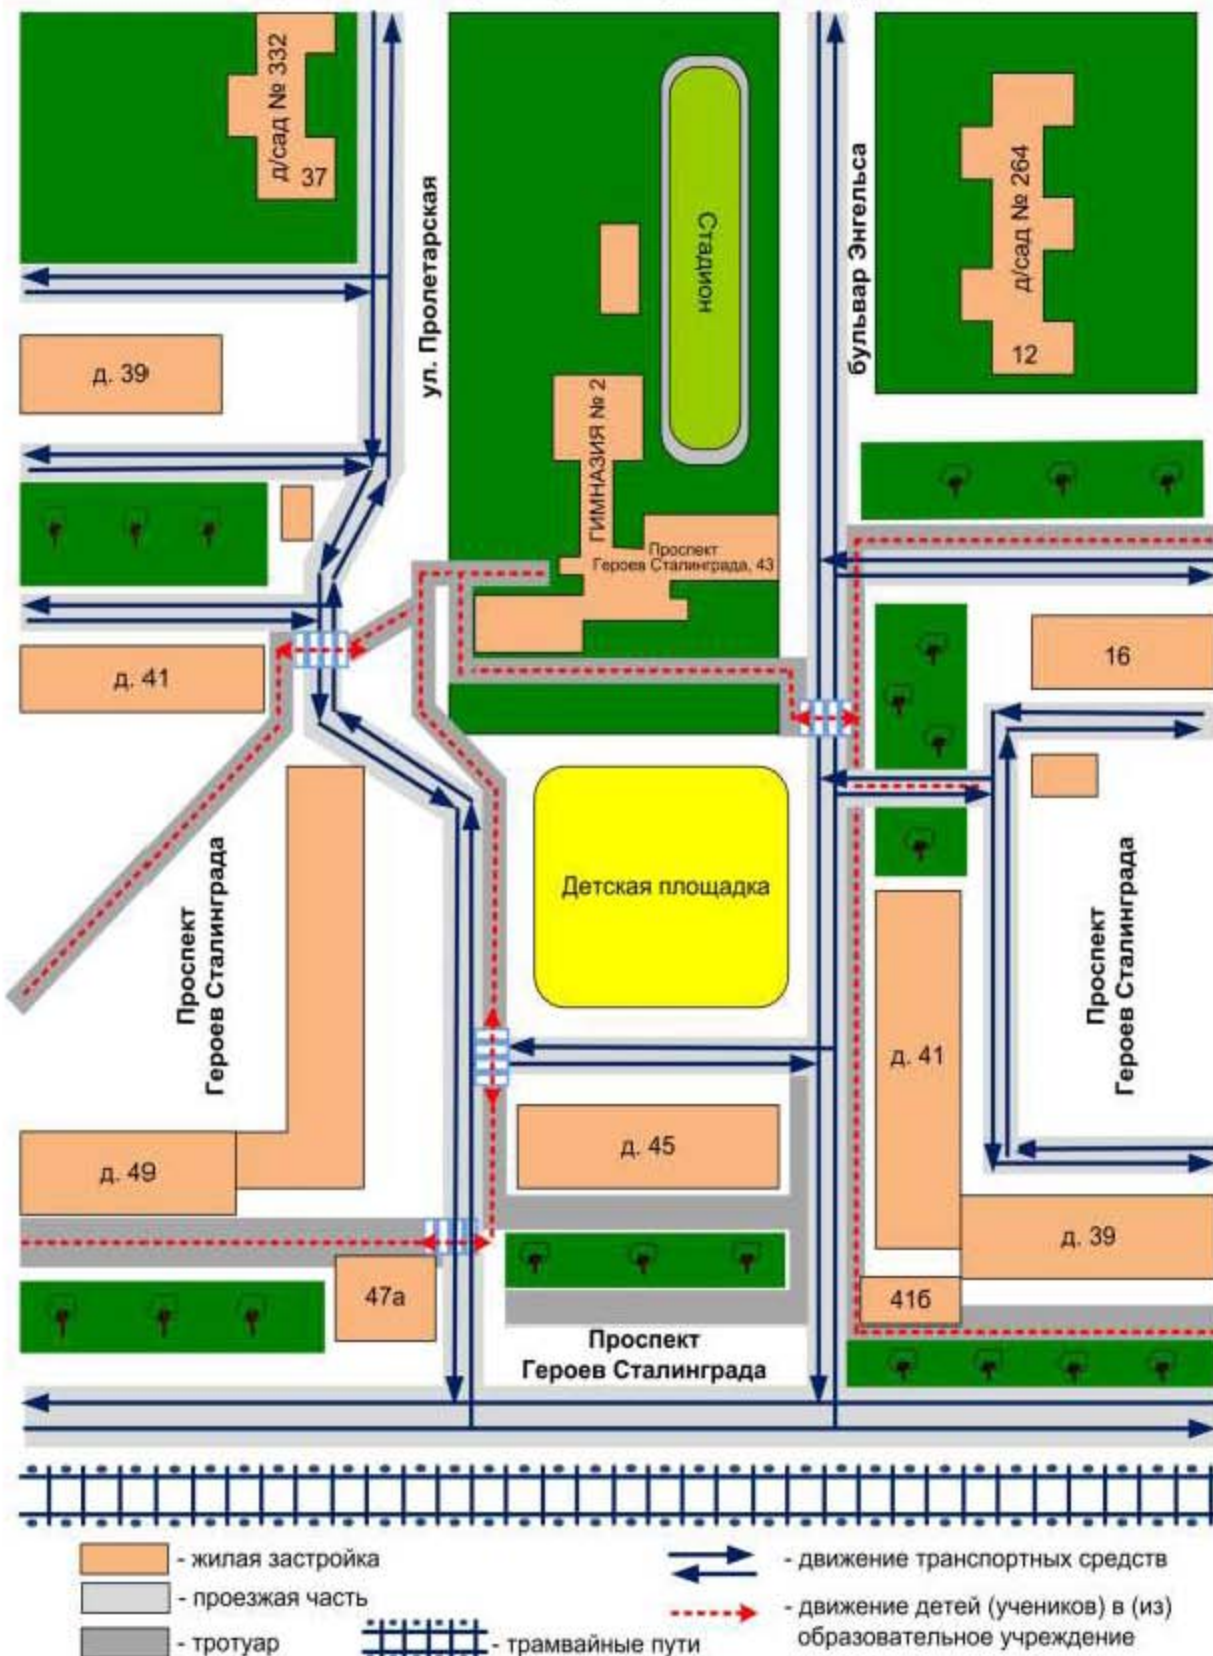 д/сад № 332
37
ул. Пролетарская
Стадион
бульвар Энгельса
д/сад № 264
12
д. 39
ГИМНАЗИЯ № 2
Проспект
Героев Сталинграда, 43
д. 41
16
Детская площадка
Проспект
Героев Сталинграда
Проспект
Героев Сталинграда
д. 41
д. 45
д. 49
д. 39
47а
41б
Проспект
Героев Сталинграда
- жилая застройка
- проезжая часть
- тротуар
- трамвайные пути
- движение транспортных средств
- движение детей (учеников) в (из)
образовательное учреждение